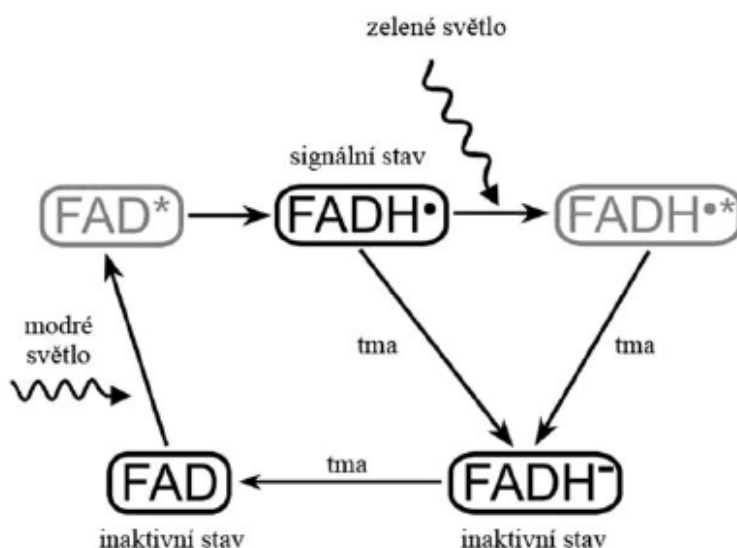 zelené světlo
signální stav
FAD*
FADH•
FADH•*
modré
světlo
tma
tma
FAD
tma
FADH-
inaktivní stav
inaktivní stav